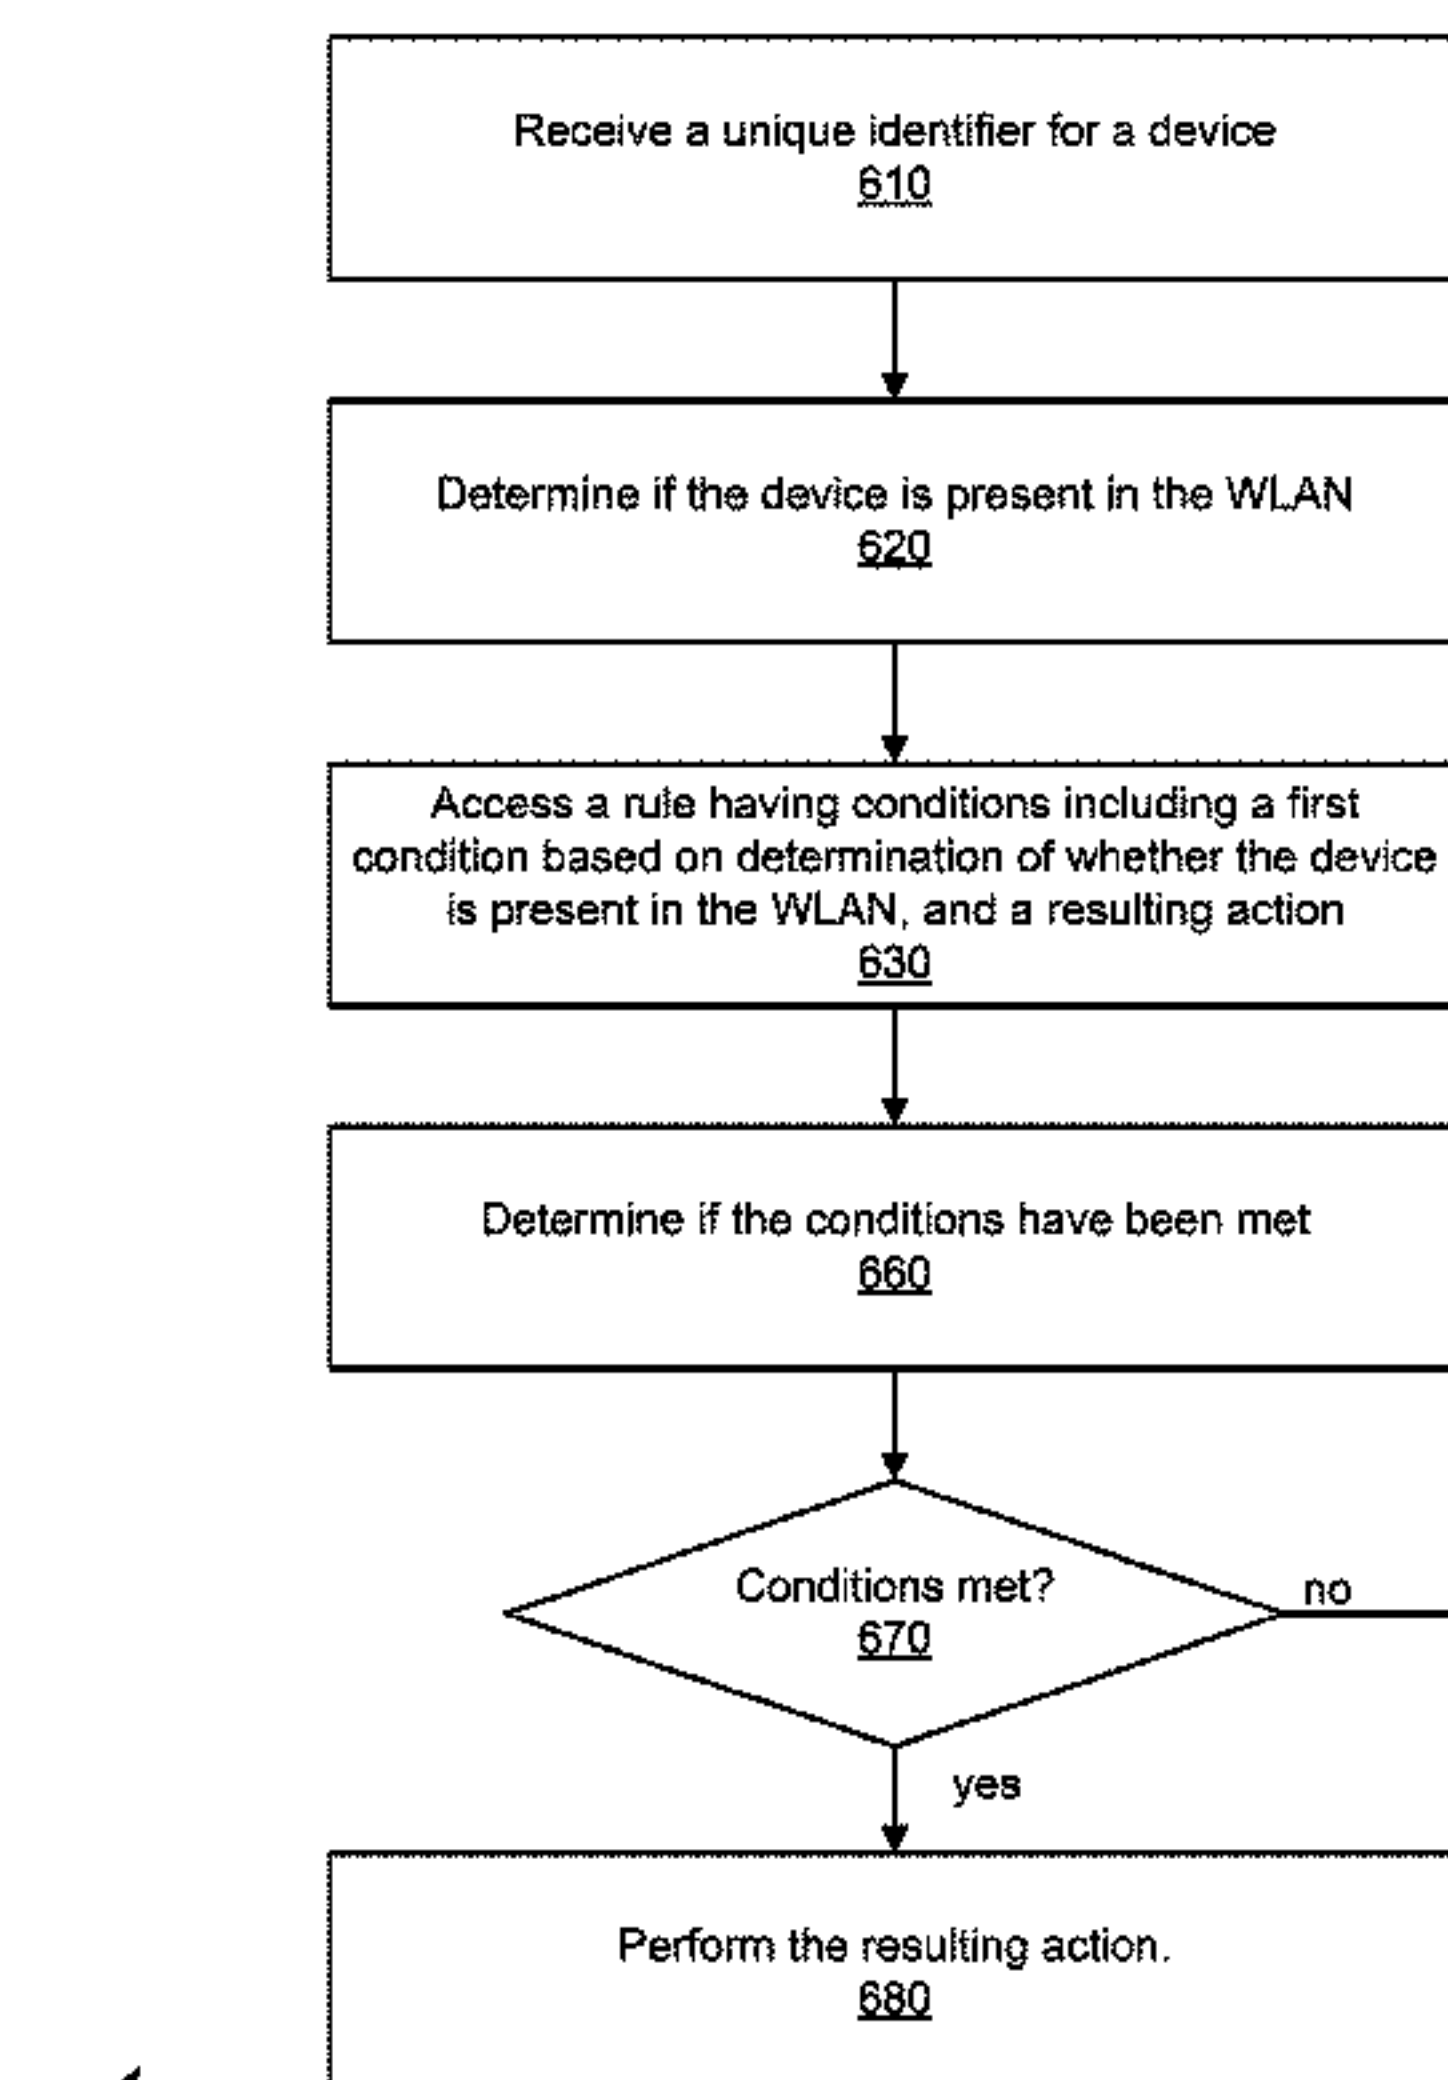 Receive a unique identifier for a device
610
Determine if the device is present in the WLAN
620
Access a rule having conditions including a first
condition based on determination of whether the device
is present in the WLAN, and a resulting action
630
Determine if the conditions have been met
660
Conditions met?
670
no
yes
Perform the resulting action.
680